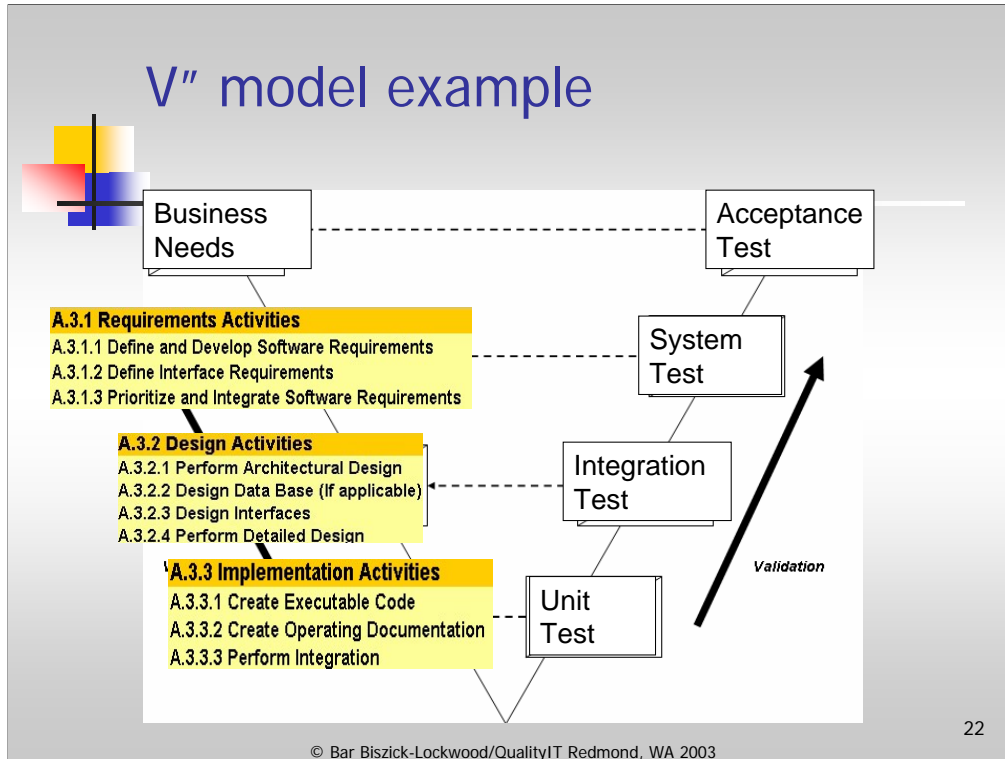 V" model example
Business
Needs
Acceptance
Test
A.3.1 Requirements Activities
A.3.1.1 Define and Develop Software Requirements
A.3.1.2 Define Interface Requirements
A.3.1.3 Prioritize and Integrate Software Requirements
System
Test
A.3.2 Design Activities
A.3.2.1 Perform Architectural Design
A.3.2.2 Design Data Base (If applicable)
A.3.2.3 Design Interfaces
A.3.2.4 Perform Detailed Design
Integration
Test
A.3.3 Implementation Activities
A.3.3.1 Create Executable Code
A.3.3.2 Create Operating Documentation
A.3.3.3 Perform Integration
Unit
Test
Validation
22
© Bar Biszick-Lockwood/QualityIT Redmond, WA 2003